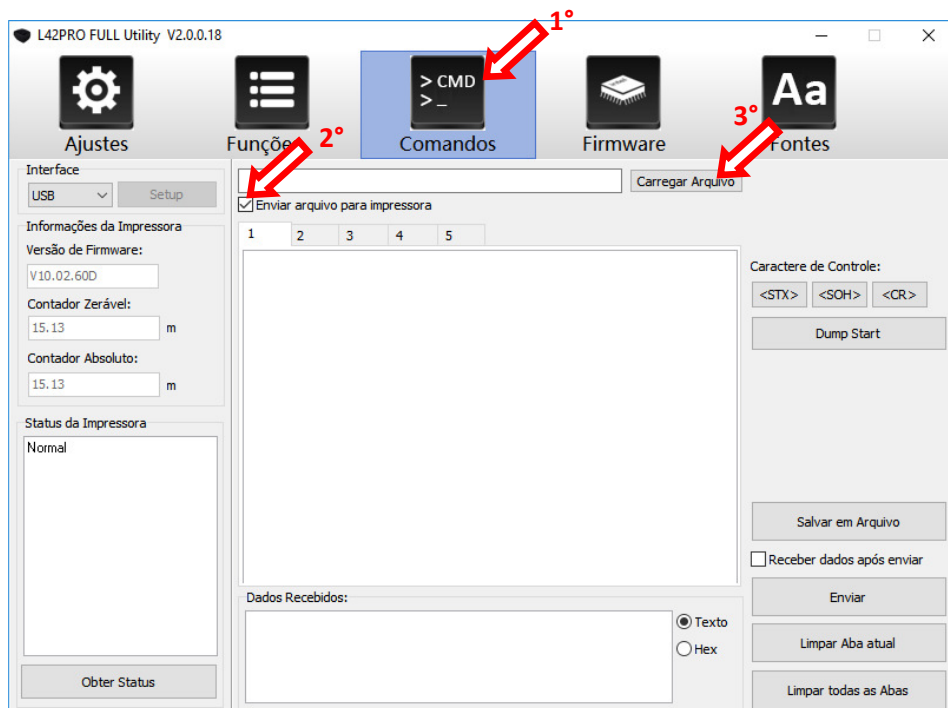 L42PRO FULL Utility V2.0.0.18
1°
> CMD
> _
Aa
Ajustes
Funções
2°
Comandos
Firmware
3°
Fontes
Interface
USB
Setup
Carregar Arquivo
Enviar arquivo para impressora
Informações da Impressora
Versão de Firmware:
V10.02.60D
Contador Zerável:
15.13 m
Contador Absoluto:
15.13 m
Status da Impressora
Normal
Obter Status
1 2 3 4 5
Dados Recebidos:
Texto
Hex
Caractere de Controle:
<STX> <SOH> <CR>
Dump Start
Salvar em Arquivo
Receber dados após enviar
Enviar
Limpar Aba atual
Limpar todas as Abas